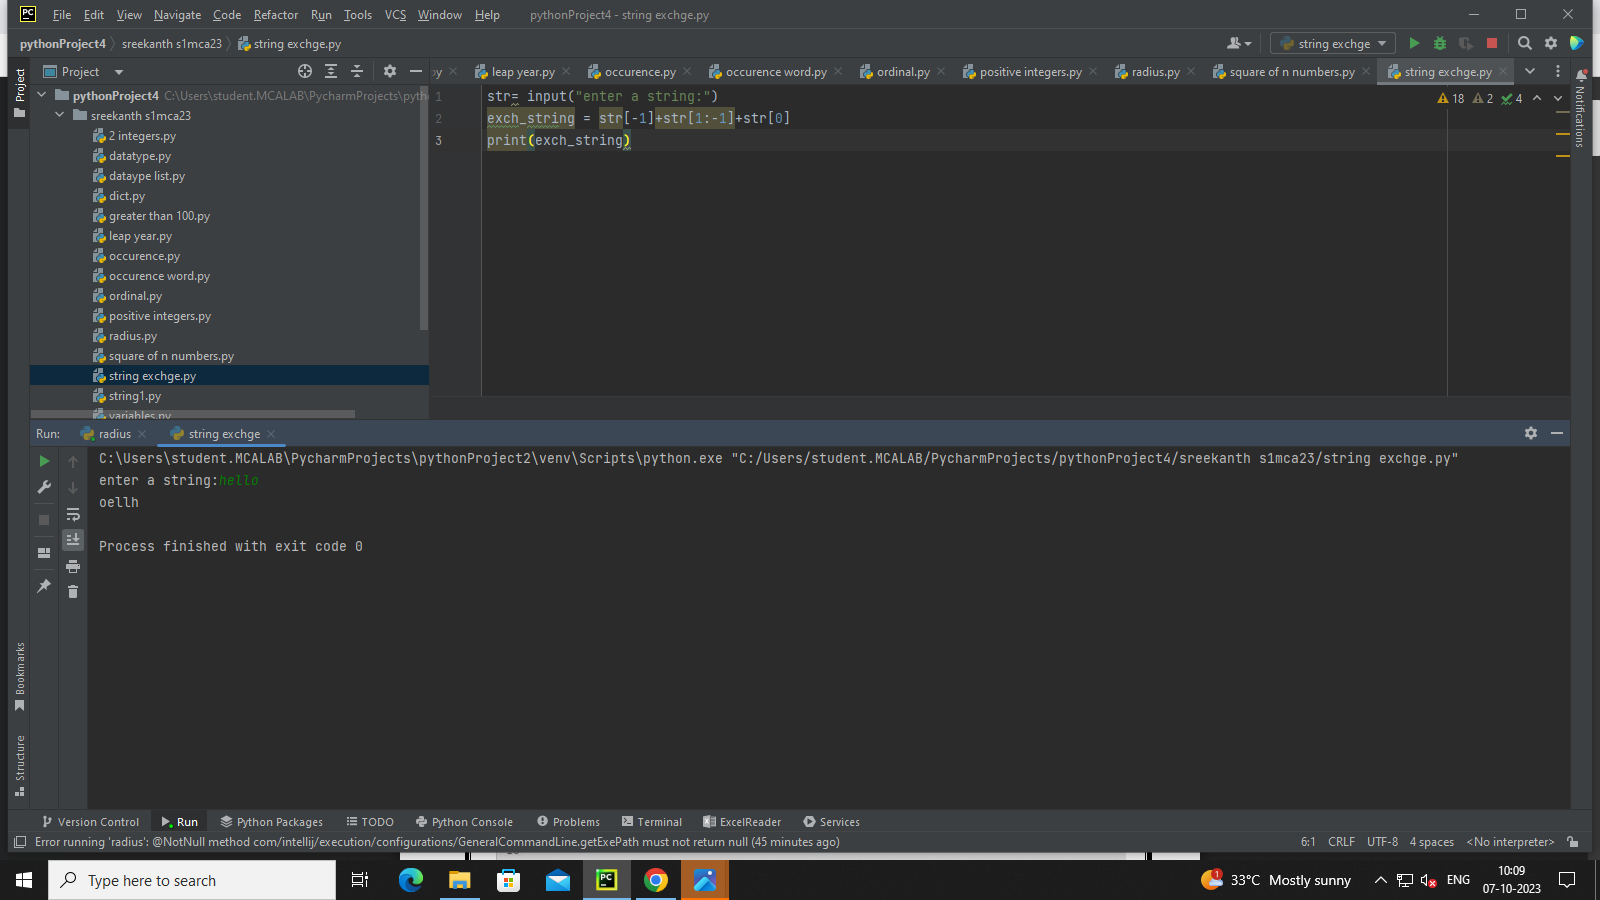 PC File Edit View Navigate Code Refactor Run Tools VCS Window Help pythonProject4 - string exchge.py
pythonProject4 sreekanth s1mca23 string exchge.py
string exchge
Project
Project
y leap year.py occurence.py occurence word.py ordinal.py positive integers.py radius.py square of n numbers.py string exchge.py
Notifications
pythonProject4 C:\Users\student.MCALAB\PycharmProjects\pyth
sreekanth s1mca23
2 integers.py
datatype.py
dataype list.py
dict.py
greater than 100.py
leap year.py
occurence.py
occurence word.py
ordinal.py
positive integers.py
radius.py
square of n numbers.py
string exchge.py
string1.py
variables.py
1 str= input("enter a string:")
2 exch_string = str[-1]+str[1:-1]+str[0]
3 print(exch_string)
18 2 4
Run: radius string exchge
C:\Users\student.MCALAB\PycharmProjects\pythonProject2\venv\Scripts\python.exe "C:/Users/student.MCALAB/PycharmProjects/pythonProject4/sreekanth s1mca23/string exchge.py"
enter a string:hello
oellh
Process finished with exit code 0
Bookmarks
Structure
Version Control Run Python Packages TODO Python Console Problems Terminal ExcelReader Services
Error running 'radius': @NotNull method com/intellij/execution/configurations/GeneralCommandLine.getExePath must not return null (45 minutes ago)
6:1 CRLF UTF-8 4 spaces <No interpreter>
Type here to search
PC
1
33°C Mostly sunny
ENG
10:09
07-10-2023